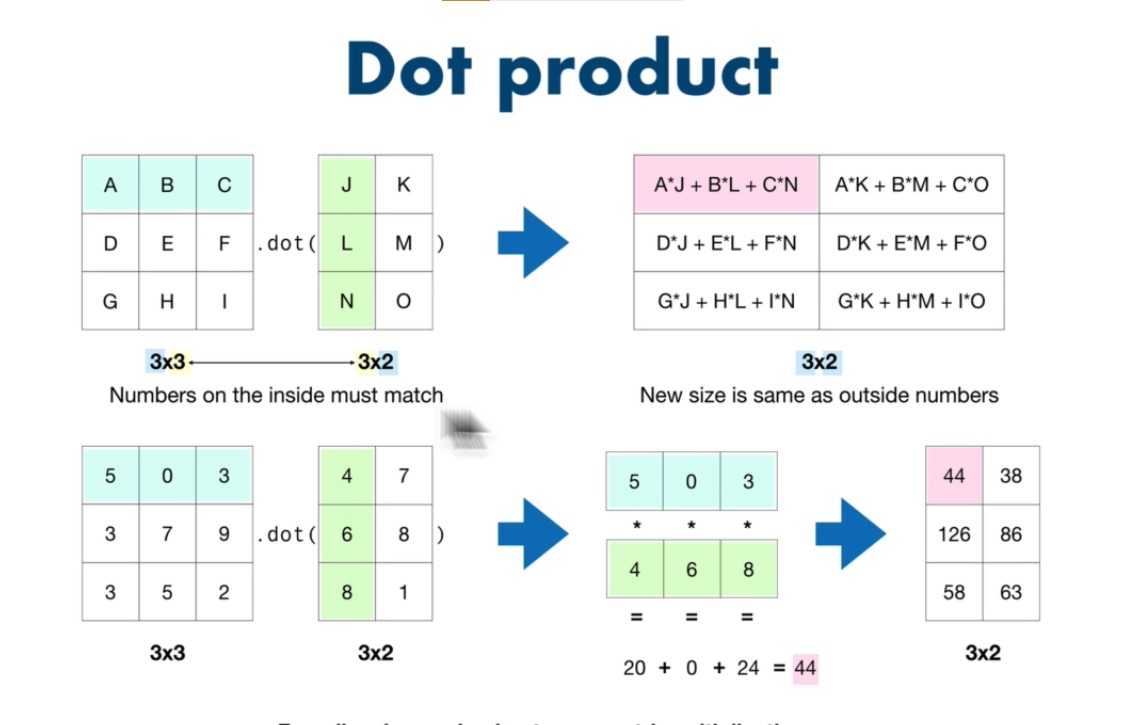 Dot product
A B C
D E F
G H I
.dot(
J K
L M
N O
)
A*J + B*L + C*N A*K + B*M + C*O
D*J + E*L + F*N D*K + E*M + F*O
G*J + H*L + I*N G*K + H*M + I*O
3x3 3x2
3x2
Numbers on the inside must match
New size is same as outside numbers
5 0 3
3 7 9
3 5 2
.dot(
4 7
6 8
8 1
)
5 0 3
* * *
4 6 8
= = =
20 + 0 + 24 = 44
44 38
126 86
58 63
3x3
3x2
3x2